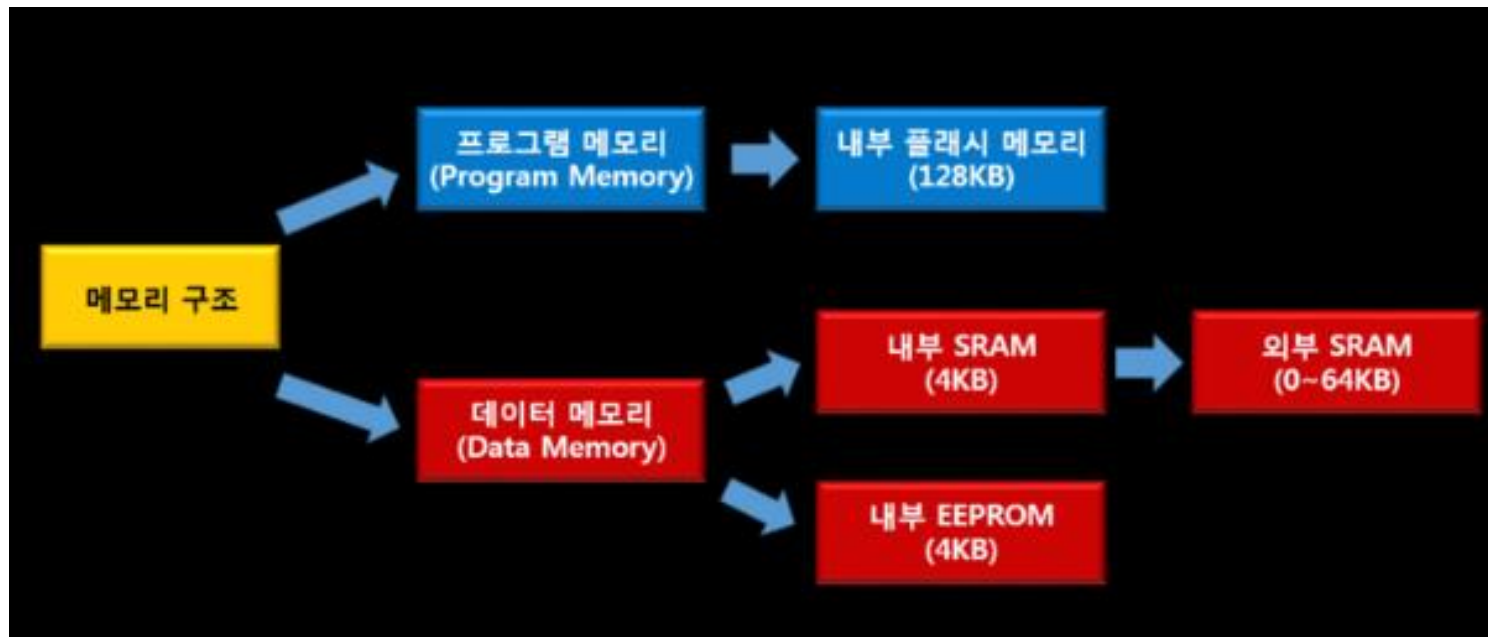 프로그램 메모리
(Program Memory)
내부 플래시 메모리
(128KB)
메모리 구조
내부 SRAM
(4KB)
외부 SRAM
(0~64KB)
데이터 메모리
(Data Memory)
내부 EEPROM
(4KB)